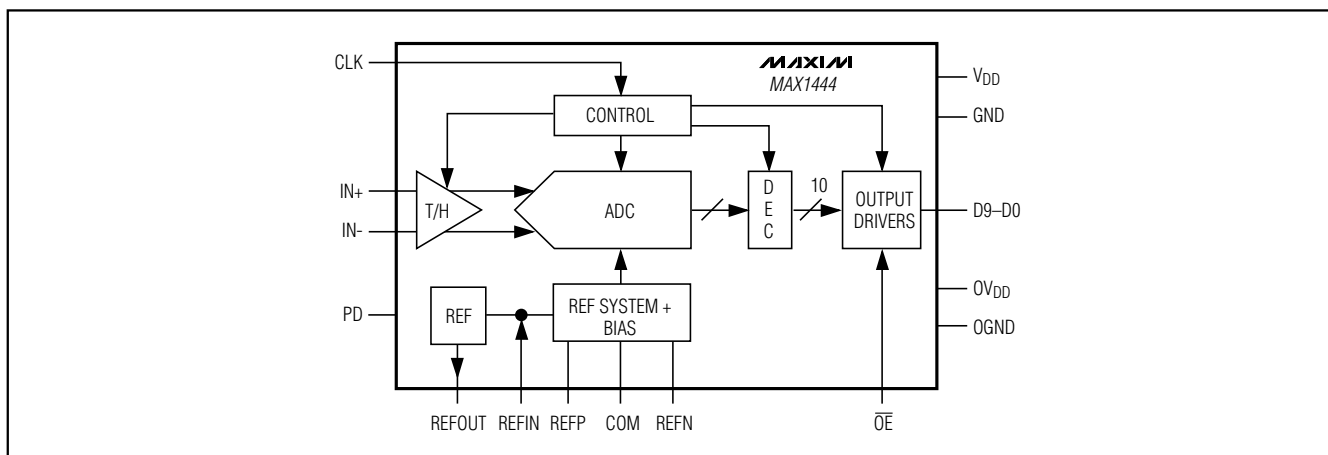 CLK
MAXIM
MAX1444
VDD
CONTROL
GND
IN+
T/H
ADC
D
E
C
10
OUTPUT
DRIVERS
D9–D0
IN-
PD
REF
REF SYSTEM +
BIAS
OVDD
OGND
REFOUT
REFIN
REFP
COM
REFN
OE